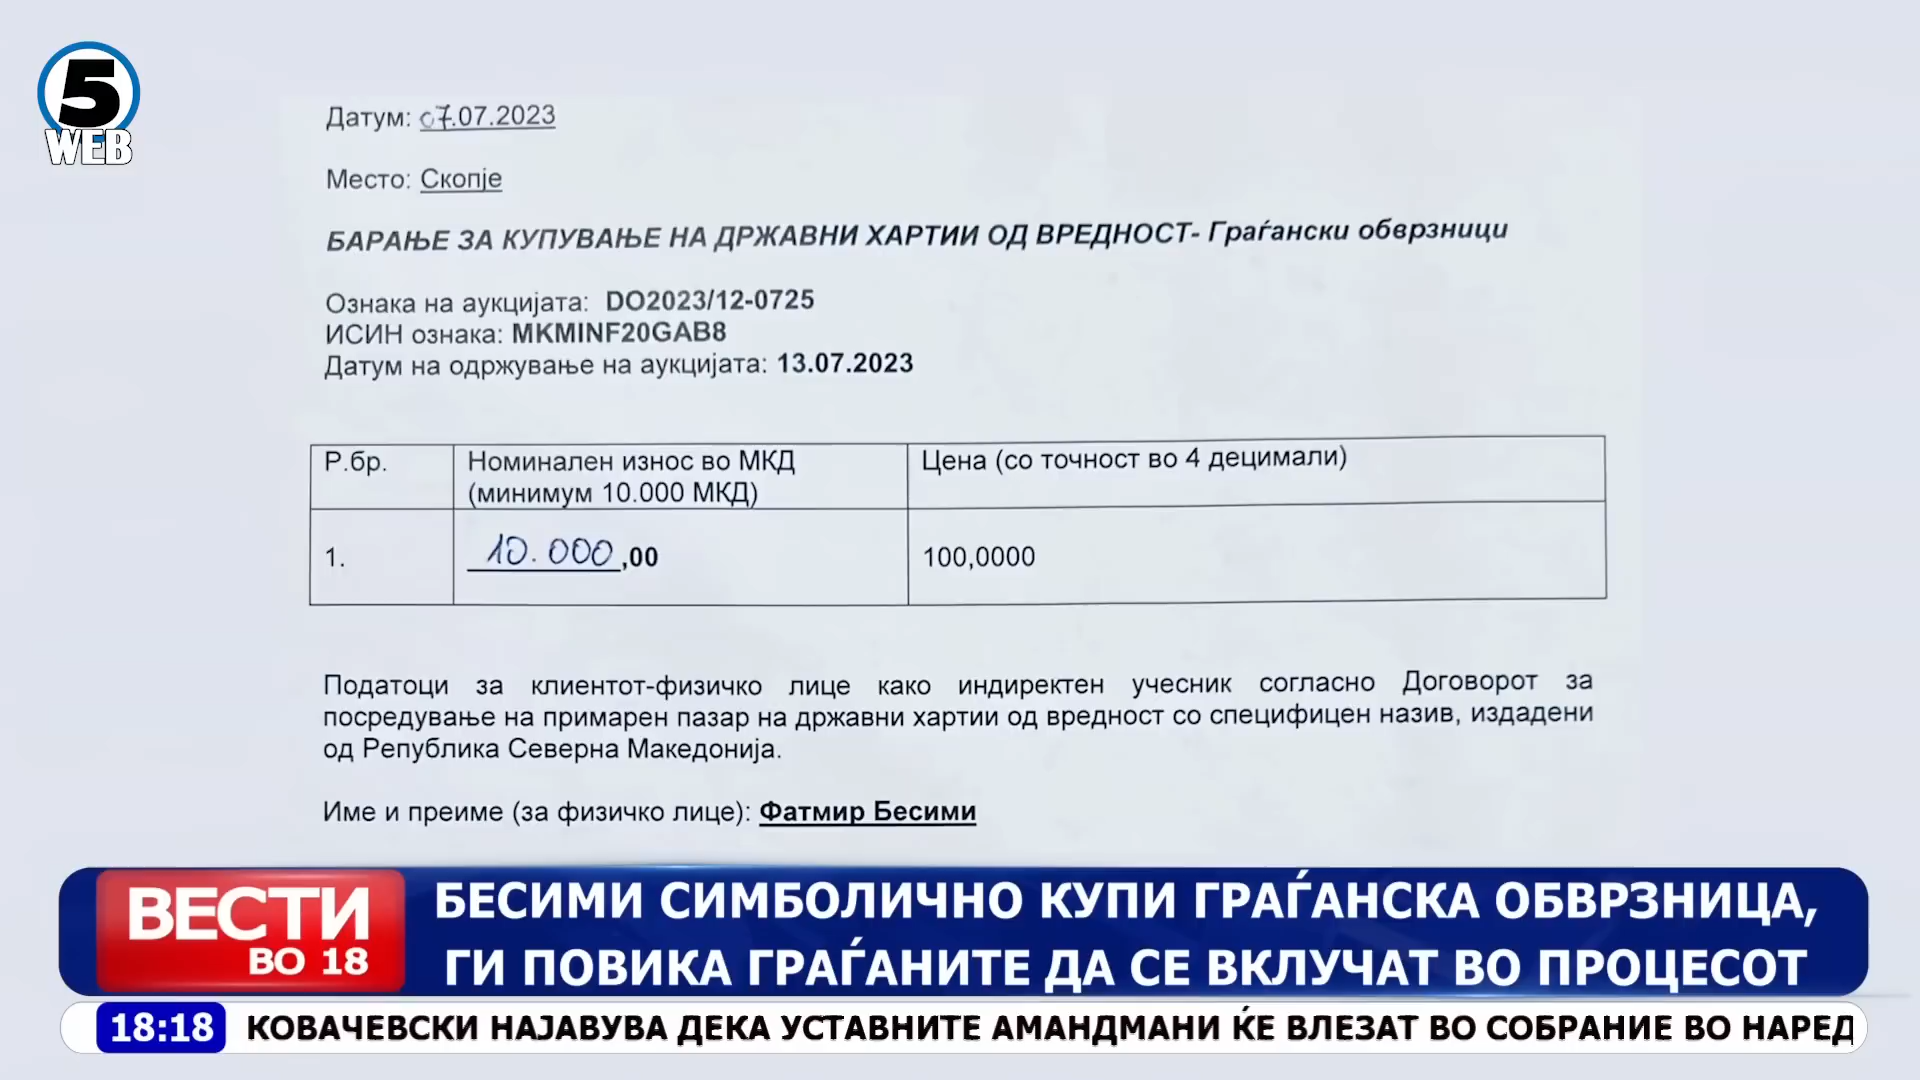 5
WEB
Датум: 07.07.2023
Место: Скопје
БАРАЊЕ ЗА КУПУВАЊЕ НА ДРЖАВНИ ХАРТИИ ОД ВРЕДНОСТ- Граѓански обврзници
Ознака на аукцијата: DO2023/12-0725
ИСИН ознака: MKMINF20GAB8
Датум на одржување на аукцијата: 13.07.2023
Р.бр.
Номинален износ во МКД
(минимум 10.000 МКД)
Цена (со точност во 4 децимали)
1.
10.000,00
100,0000
Податоци за клиентот-физичко лице како индиректен учесник согласно Договорот за
посредување на примарен пазар на државни хартии од вредност со специфицен назив, издадени
од Република Северна Македонија.
Име и преиме (за физичко лице): Фатмир Бесими
ВЕСТИ
ВО 18
БЕСИМИ СИМБОЛИЧНО КУПИ ГРАЃАНСКА ОБВРЗНИЦА,
ГИ ПОВИКА ГРАЃАНИТЕ ДА СЕ ВКЛУЧАТ ВО ПРОЦЕСОТ
18:18 КОВАЧЕВСКИ НАЈАВУВА ДЕКА УСТАВНИТЕ АМАНДМАНИ ЌЕ ВЛЕЗАТ ВО СОБРАНИЕ ВО НАРЕД